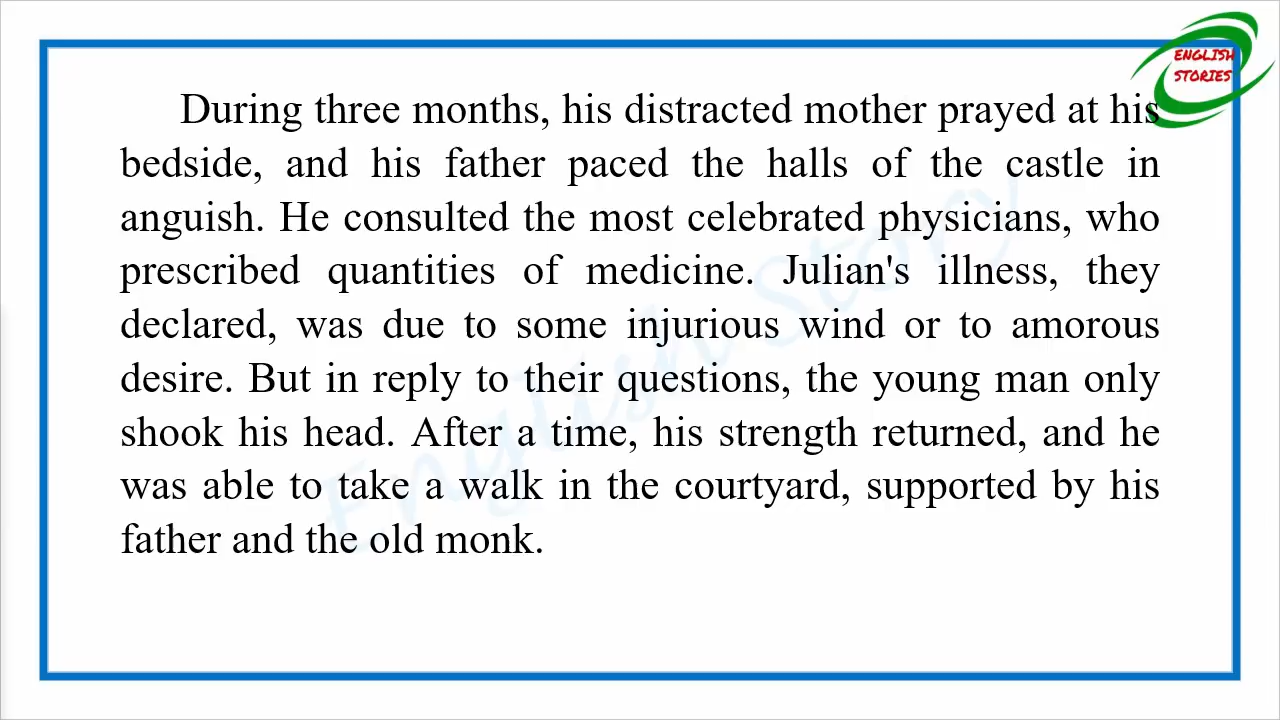 ENGLISH
STORIES
During three months, his distracted mother prayed at his
bedside, and his father paced the halls of the castle in
anguish. He consulted the most celebrated physicians, who
prescribed quantities of medicine. Julian's illness, they
declared, was due to some injurious wind or to amorous
desire. But in reply to their questions, the young man only
shook his head. After a time, his strength returned, and he
was able to take a walk in the courtyard, supported by his
father and the old monk.
English Story